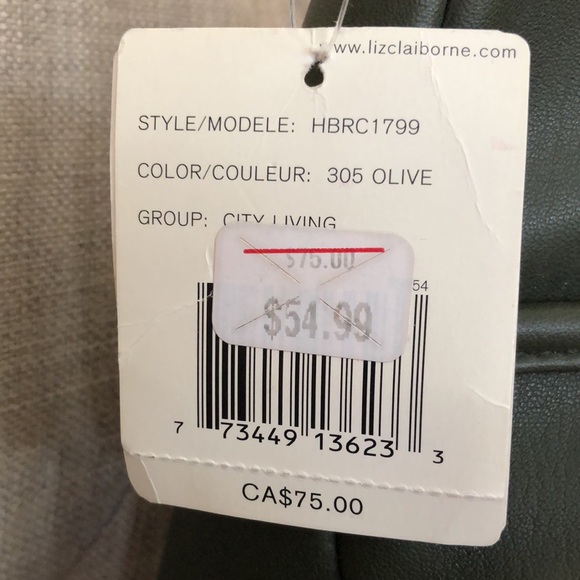 www.lizclaiborne.com
STYLE/MODELE: HBRC1799
COLOR/COULEUR: 305 OLIVE
GROUP: CITY LIVING
$75.00
54
$54.99
7 73449 13623 3
CA$75.00